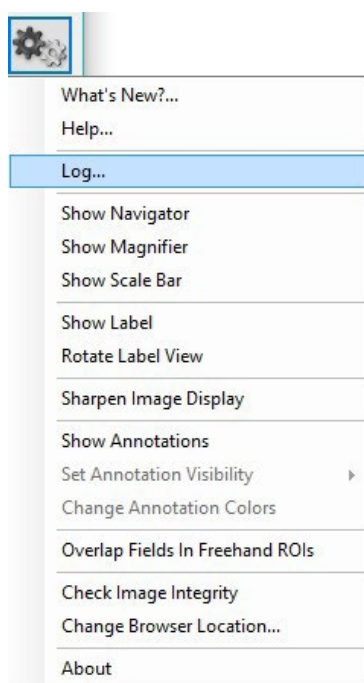 What's New?...
Help...
Log...
Show Navigator
Show Magnifier
Show Scale Bar
Show Label
Rotate Label View
Sharpen Image Display
Show Annotations
Set Annotation Visibility
Change Annotation Colors
Overlap Fields In Freehand ROIs
Check Image Integrity
Change Browser Location...
About